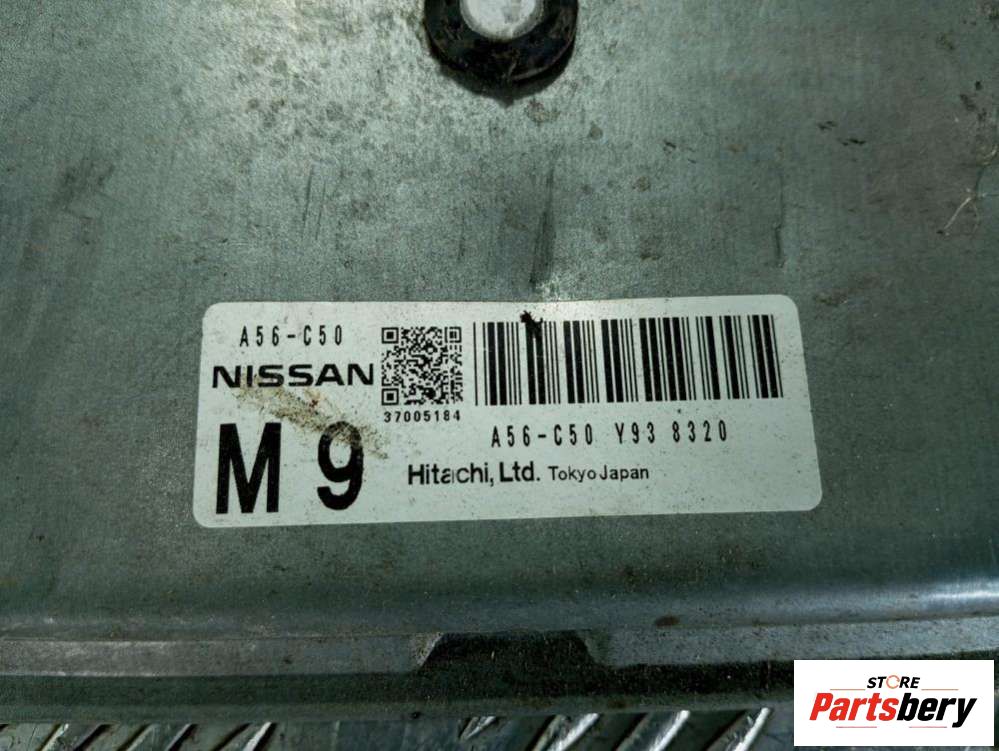 A56-C50
NISSAN
37005184
M 9
A56-C50 Y93 8320
Hitachi, Ltd. Tokyo Japan
STORE
Partsbery